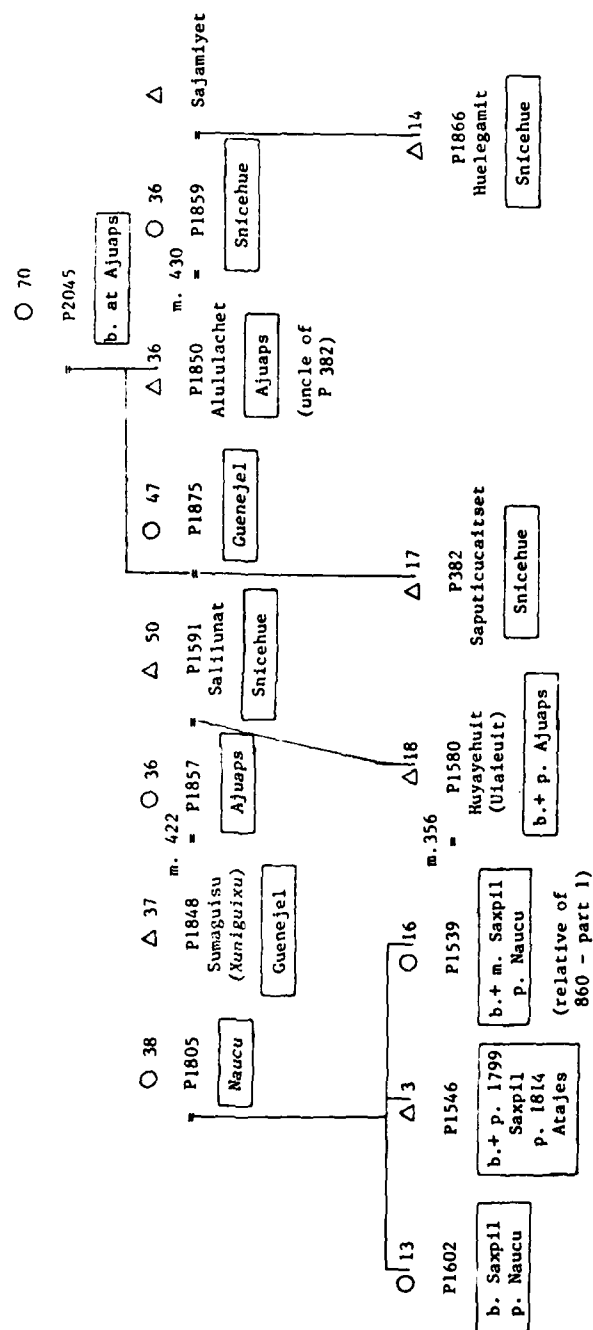 70
P2045
b. at Ajuaps
38
P1805
Naucu
37
P1848
Sumaguisu
(Xuniguixu)
Guenejel
m. 422
=
36
P1857
Ajuaps
=
50
P1591
Salilunat
Snicehue
=
47
P1875
Guenejel
36
P1850
Alululachet
Ajuaps
(uncle of
P 382)
m. 430
=
36
P1859
Snicehue
=
Sajamiyet
13
P1602
b. Saxpil
p. Naucu
3
P1546
b.+ p. 1799
Saxpil
p. 1814
Atajes
16
P1539
b.+ m. Saxpil
p. Naucu
(relative of
860 - part 1)
m.356
=
18
P1580
Huyayehuit
(Uiaieuit)
b.+ p. Ajuaps
17
P382
Saputicucaitset
Snicehue
14
P1866
Huelegamit
Snicehue